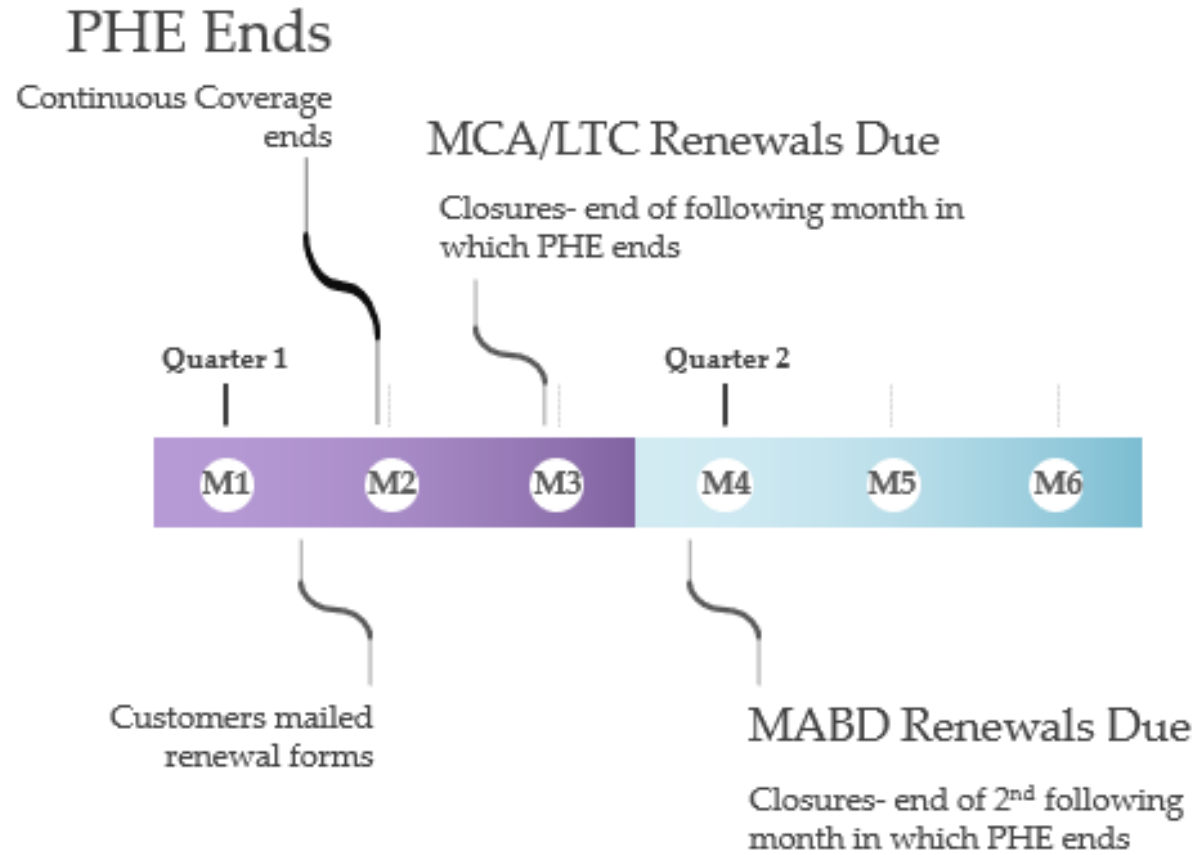 PHE Ends
Continuous Coverage
ends
MCA/LTC Renewals Due
Closures- end of following month in
which PHE ends
Quarter 1
Quarter 2
M1
M2
M3
M4
M5
M6
Customers mailed
renewal forms
MABD Renewals Due
Closures- end of 2nd following
month in which PHE ends